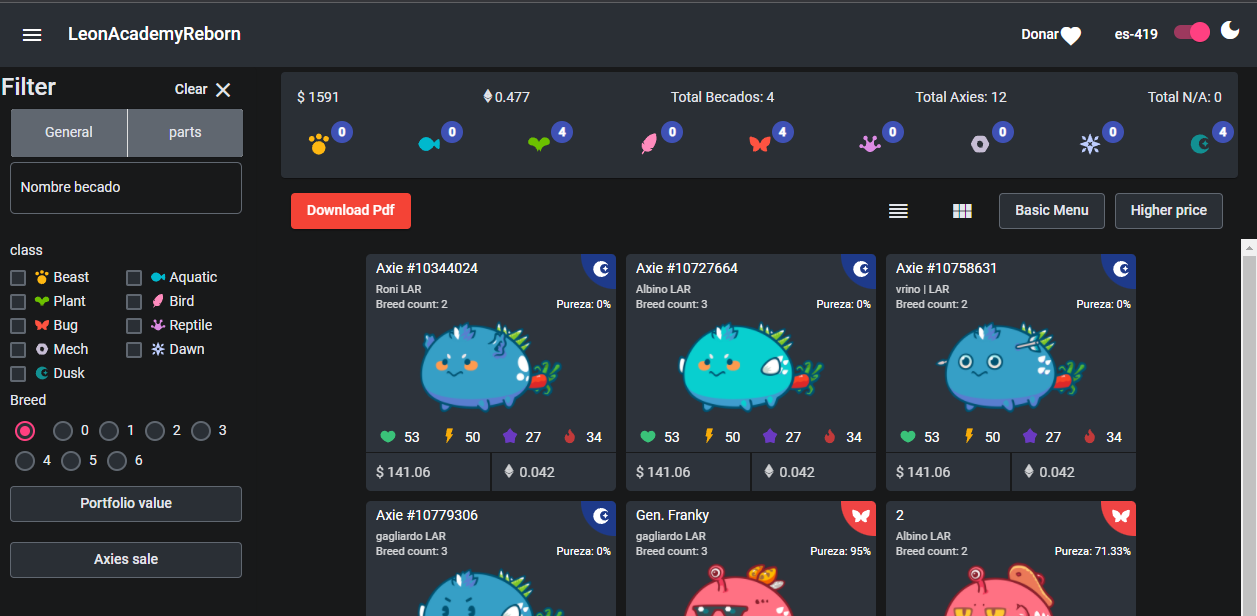 LeonAcademyReborn
Donar
es-419
Filter
Clear
General
parts
Nombre becado
class
Beast
Aquatic
Plant
Bird
Bug
Reptile
Mech
Dawn
Dusk
Breed
0 1 2 3
4 5 6
Portfolio value
Axies sale
$ 1591
0.477
Total Becados: 4
Total Axies: 12
Total N/A: 0
0 0 4 0 4 0 0 0 4
Download Pdf
Basic Menu
Higher price
Axie #10344024
Roni LAR
Breed count: 2
Pureza: 0%
53 50 27 34
$ 141.06
0.042
Axie #10727664
Albino LAR
Breed count: 3
Pureza: 0%
53 50 27 34
$ 141.06
0.042
Axie #10758631
vrino | LAR
Breed count: 2
Pureza: 0%
53 50 27 34
$ 141.06
0.042
Axie #10779306
gagliardo LAR
Breed count: 3
Pureza: 0%
Gen. Franky
gagliardo LAR
Breed count: 3
Pureza: 95%
2
Albino LAR
Breed count: 2
Pureza: 71.33%